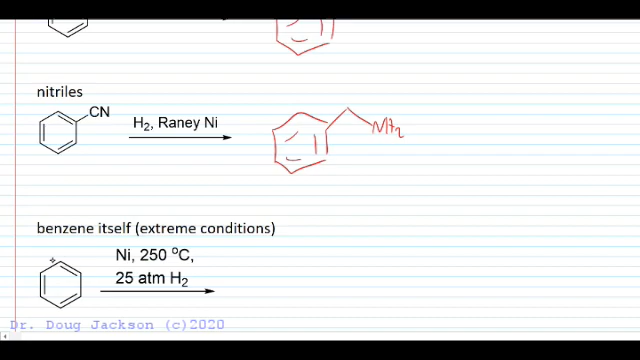 nitriles
CN
H2, Raney Ni
NH2
benzene itself (extreme conditions)
Ni, 250 ºC,
25 atm H2
Dr. Doug Jackson (c)2020